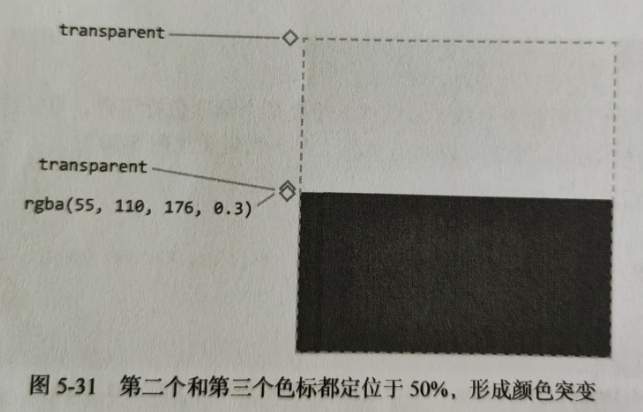 transparent
transparent
rgba(55, 110, 176, 0.3)
图 5-31 第二个和第三个色标都定位于 50%，形成颜色突变